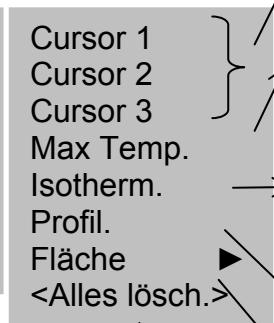 Cursor 1
Cursor 2
Cursor 3
Max Temp.
Isotherm.
Profil.
Fläche ►
<Alles lösch.>